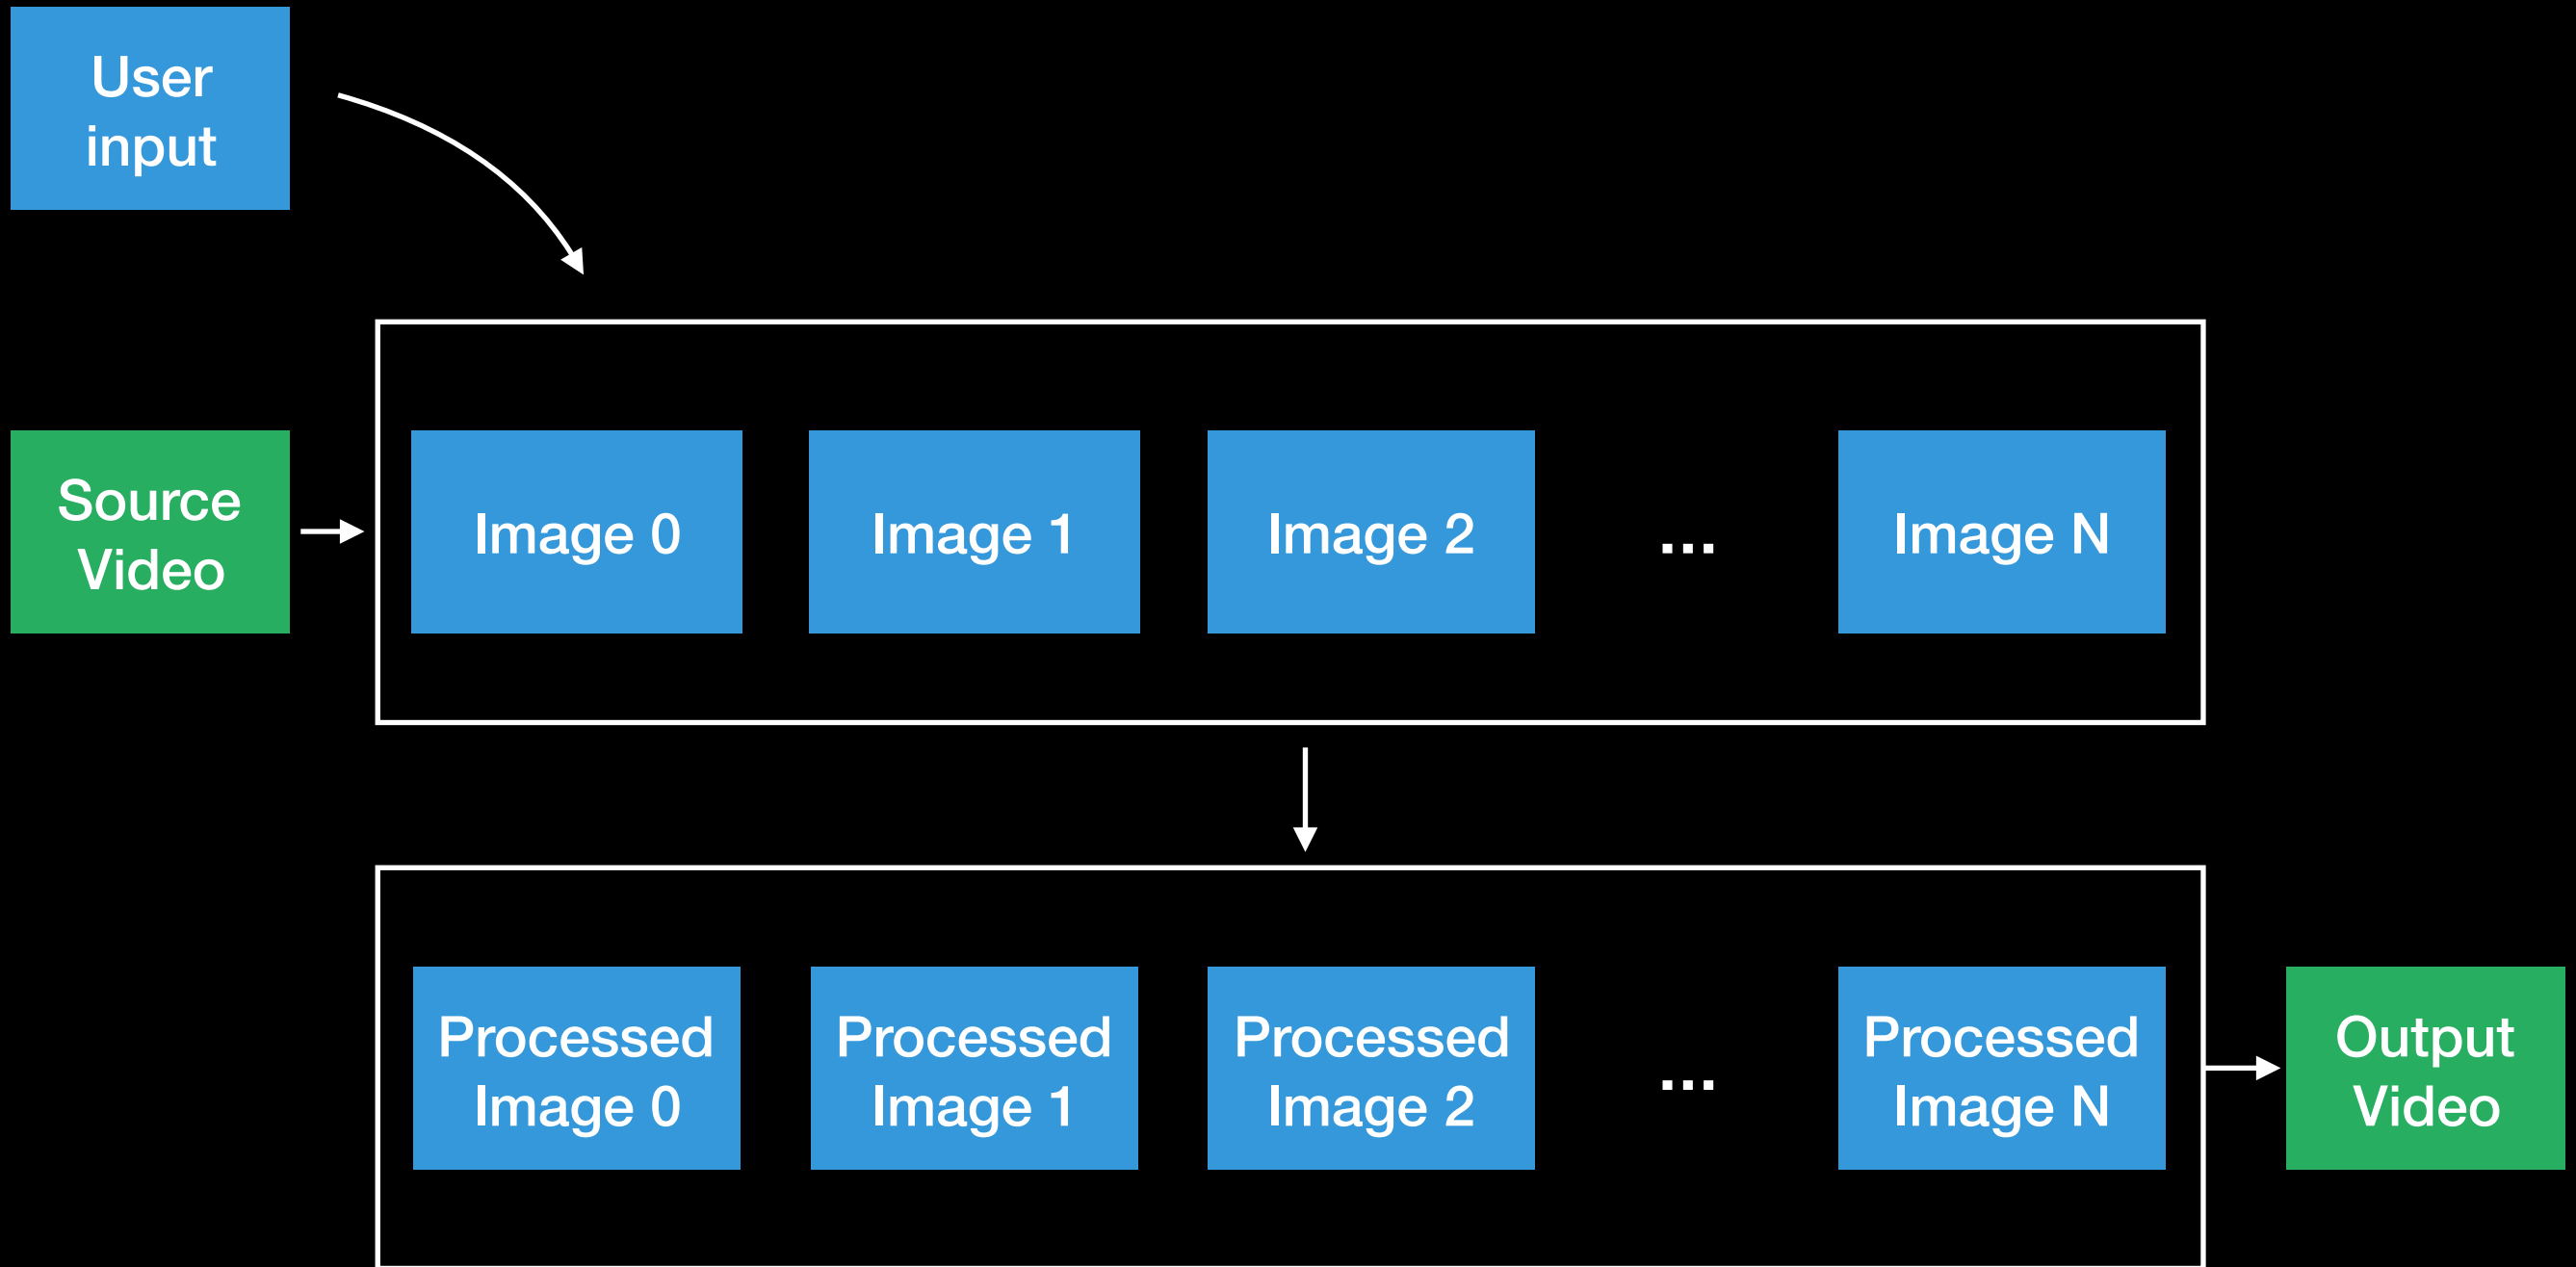 User
input
Source
Video
Image 0
Image 1
Image 2
...
Image N
Processed
Image 0
Processed
Image 1
Processed
Image 2
...
Processed
Image N
Output
Video